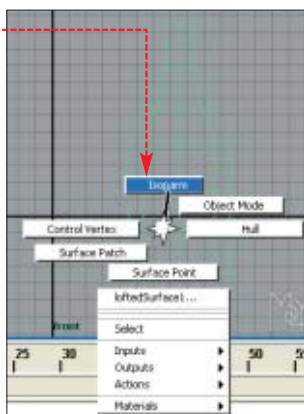 Isoparm
Object Mode
Control Vertex
Hull
Surface Patch
Surface Point
loftedSurface1...
front
Select
25 30 50
Inputs
Outputs
Actions
Materials